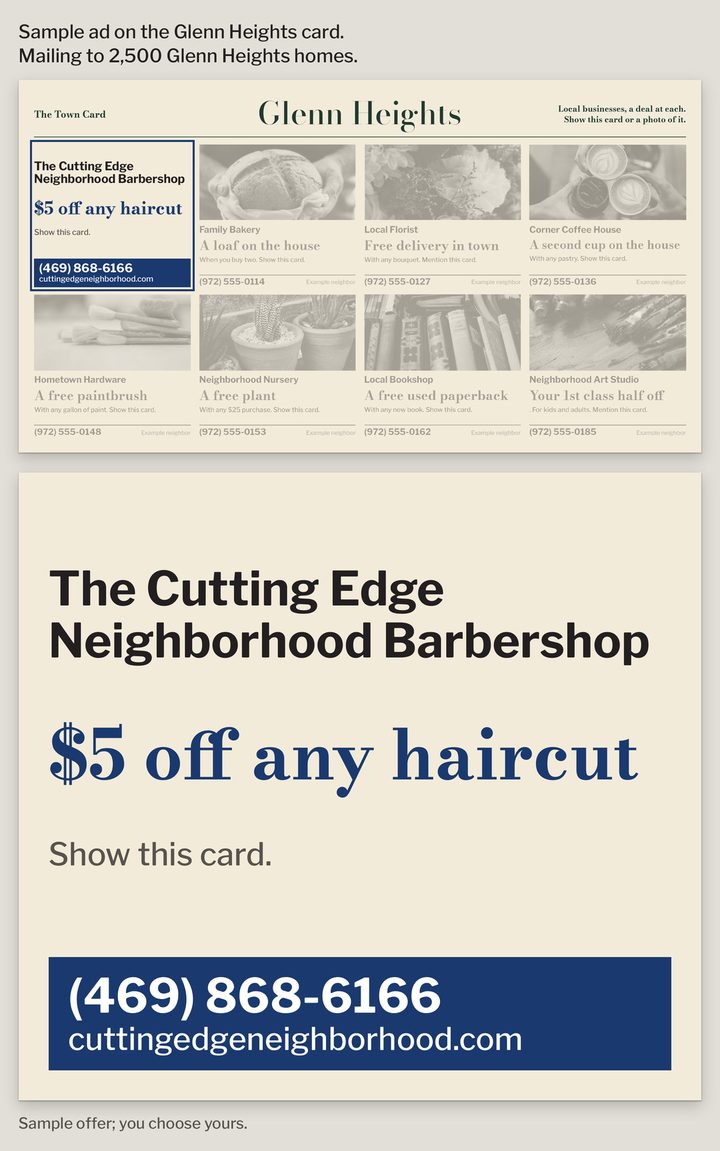 Sample ad on the Glenn Heights card.
Mailing to 2,500 Glenn Heights homes.
The Town Card
Glenn Heights
Local businesses, a deal at each.
Show this card or a photo of it.
The Cutting Edge
Neighborhood Barbershop
$5 off any haircut
Show this card.
(469) 868-6166
cuttingedgeneighborhood.com
Family Bakery
A loaf on the house
When you buy two. Show this card.
(972) 555-0114
Example neighbor
Local Florist
Free delivery in town
With any bouquet. Mention this card.
(972) 555-0127
Example neighbor
Corner Coffee House
A second cup on the house
With any pastry. Show this card.
(972) 555-0136
Example neighbor
Hometown Hardware
A free paintbrush
With any gallon of paint. Show this card.
(972) 555-0148
Example neighbor
Neighborhood Nursery
A free plant
With any $25 purchase. Show this card.
(972) 555-0153
Example neighbor
Local Bookshop
A free used paperback
With any new book. Show this card.
(972) 555-0162
Example neighbor
Neighborhood Art Studio
Your 1st class half off
For kids and adults. Mention this card.
(972) 555-0185
Example neighbor
The Cutting Edge
Neighborhood Barbershop
$5 off any haircut
Show this card.
(469) 868-6166
cuttingedgeneighborhood.com
Sample offer; you choose yours.